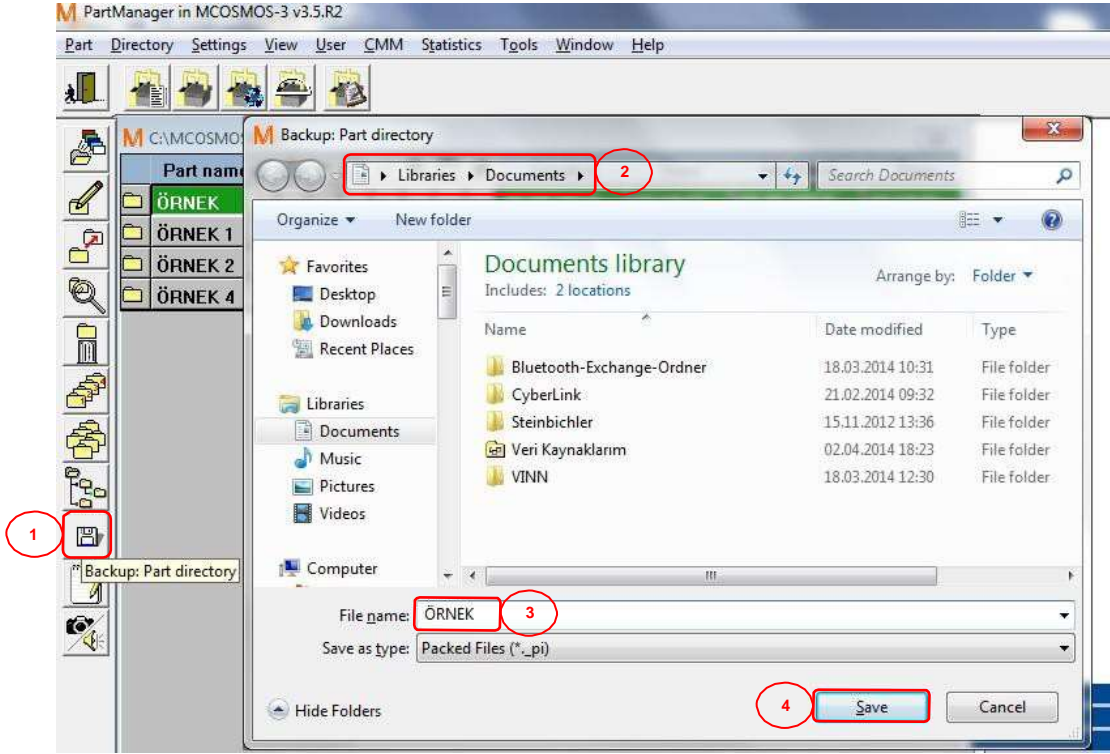 PartManager in MCOSMOS-3 v3.5.R2
Part Directory Settings View User CMM Statistics Tools Window Help
C:\MCOSMOS
Part name
ÖRNEK
ÖRNEK 1
ÖRNEK 2
ÖRNEK 4
1
Backup: Part directory
Backup: Part directory
Libraries Documents
2
Search Documents
Organize New folder
Favorites
Desktop
Downloads
Recent Places
Libraries
Documents
Music
Pictures
Videos
Computer
Documents library
Includes: 2 locations
Arrange by: Folder
Name Date modified Type
Bluetooth-Exchange-Ordner 18.03.2014 10:31 File folder
CyberLink 21.02.2014 09:32 File folder
Steinbichler 15.11.2012 13:36 File folder
Veri Kaynaklarım 02.04.2014 18:23 File folder
VINN 18.03.2014 12:30 File folder
File name: ÖRNEK
3
Save as type: Packed Files (*._pi)
Hide Folders
4
Save Cancel